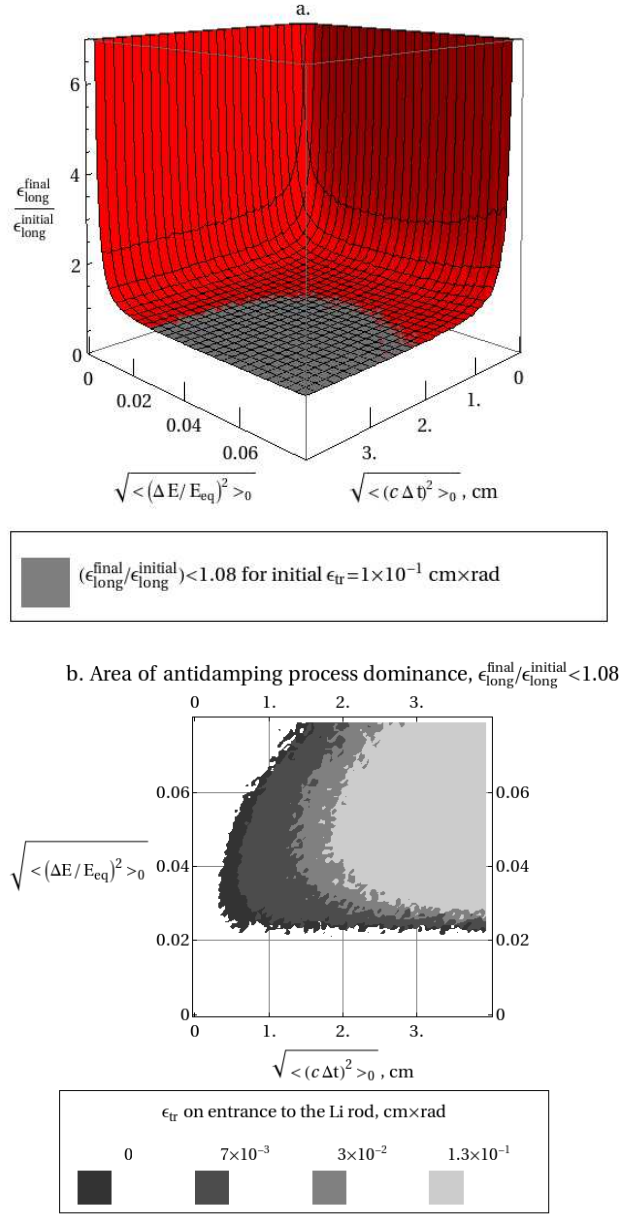 a.
6
4
2
0
ϵ_long^final / ϵ_long^initial
0
0.02
0.04
0.06
3.
2.
1.
0
√<(ΔE/E_eq)²>₀
√<(cΔt)²>₀, cm
(ϵ_long^final/ϵ_long^initial)<1.08 for initial ϵ_tr=1×10⁻¹ cm×rad
b. Area of antidamping process dominance, ϵ_long^final/ϵ_long^initial<1.08
0 1. 2. 3.
0.06 0.06
√<(ΔE/E_eq)²>₀
0.04 0.04
0.02 0.02
0 0
0 1. 2. 3.
√<(cΔt)²>₀, cm
ϵ_tr on entrance to the Li rod, cm×rad
0 7×10⁻³ 3×10⁻² 1.3×10⁻¹